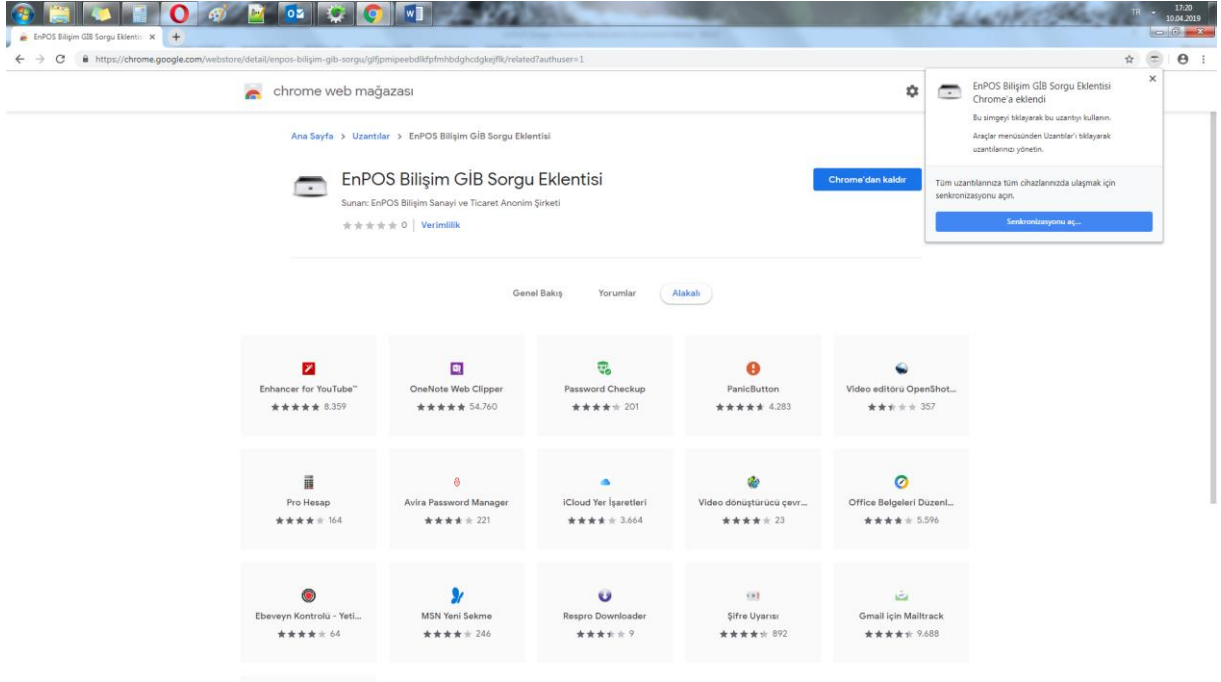 TR
17:20
10.04.2019
EnPOS Bilişim GİB Sorgu Eklenti
https://chrome.google.com/webstore/detail/enpos-bilişim-gib-sorgu/glfjpmipeebdlkfpfmhbdghcdgkejflk/related?authuser=1
chrome web mağazası
EnPOS Bilişim GİB Sorgu Eklentisi
Chrome'a eklendi
Bu simgeyi tıklayarak bu uzantıyı kullanın.
Araçlar menüsünden Uzantılar'ı tıklayarak
uzantılarınızı yönetin.
Tüm uzantılarınıza tüm cihazlarınızda ulaşmak için
senkronizasyonu açın.
Senkronizasyonu aç...
Ana Sayfa > Uzantılar > EnPOS Bilişim GİB Sorgu Eklentisi
EnPOS Bilişim GİB Sorgu Eklentisi
Chrome'dan kaldır
Sunan: EnPOS Bilişim Sanayi ve Ticaret Anonim Şirketi
0 | Verimlilik
Genel Bakış Yorumlar Alakalı
Enhancer for YouTube™ OneNote Web Clipper Password Checkup PanicButton Video editörü OpenShot...
8.359 54.760 201 4.283 357
Pro Hesap Avira Password Manager iCloud Yer İşaretleri Video dönüştürücü çevr... Office Belgeleri Düzenl...
164 221 3.664 23 5.596
Ebeveyn Kontrolü - Yeti... MSN Yeni Sekme Respro Downloader Şifre Uyarısı Gmail için Mailtrack
64 246 9 892 9.688